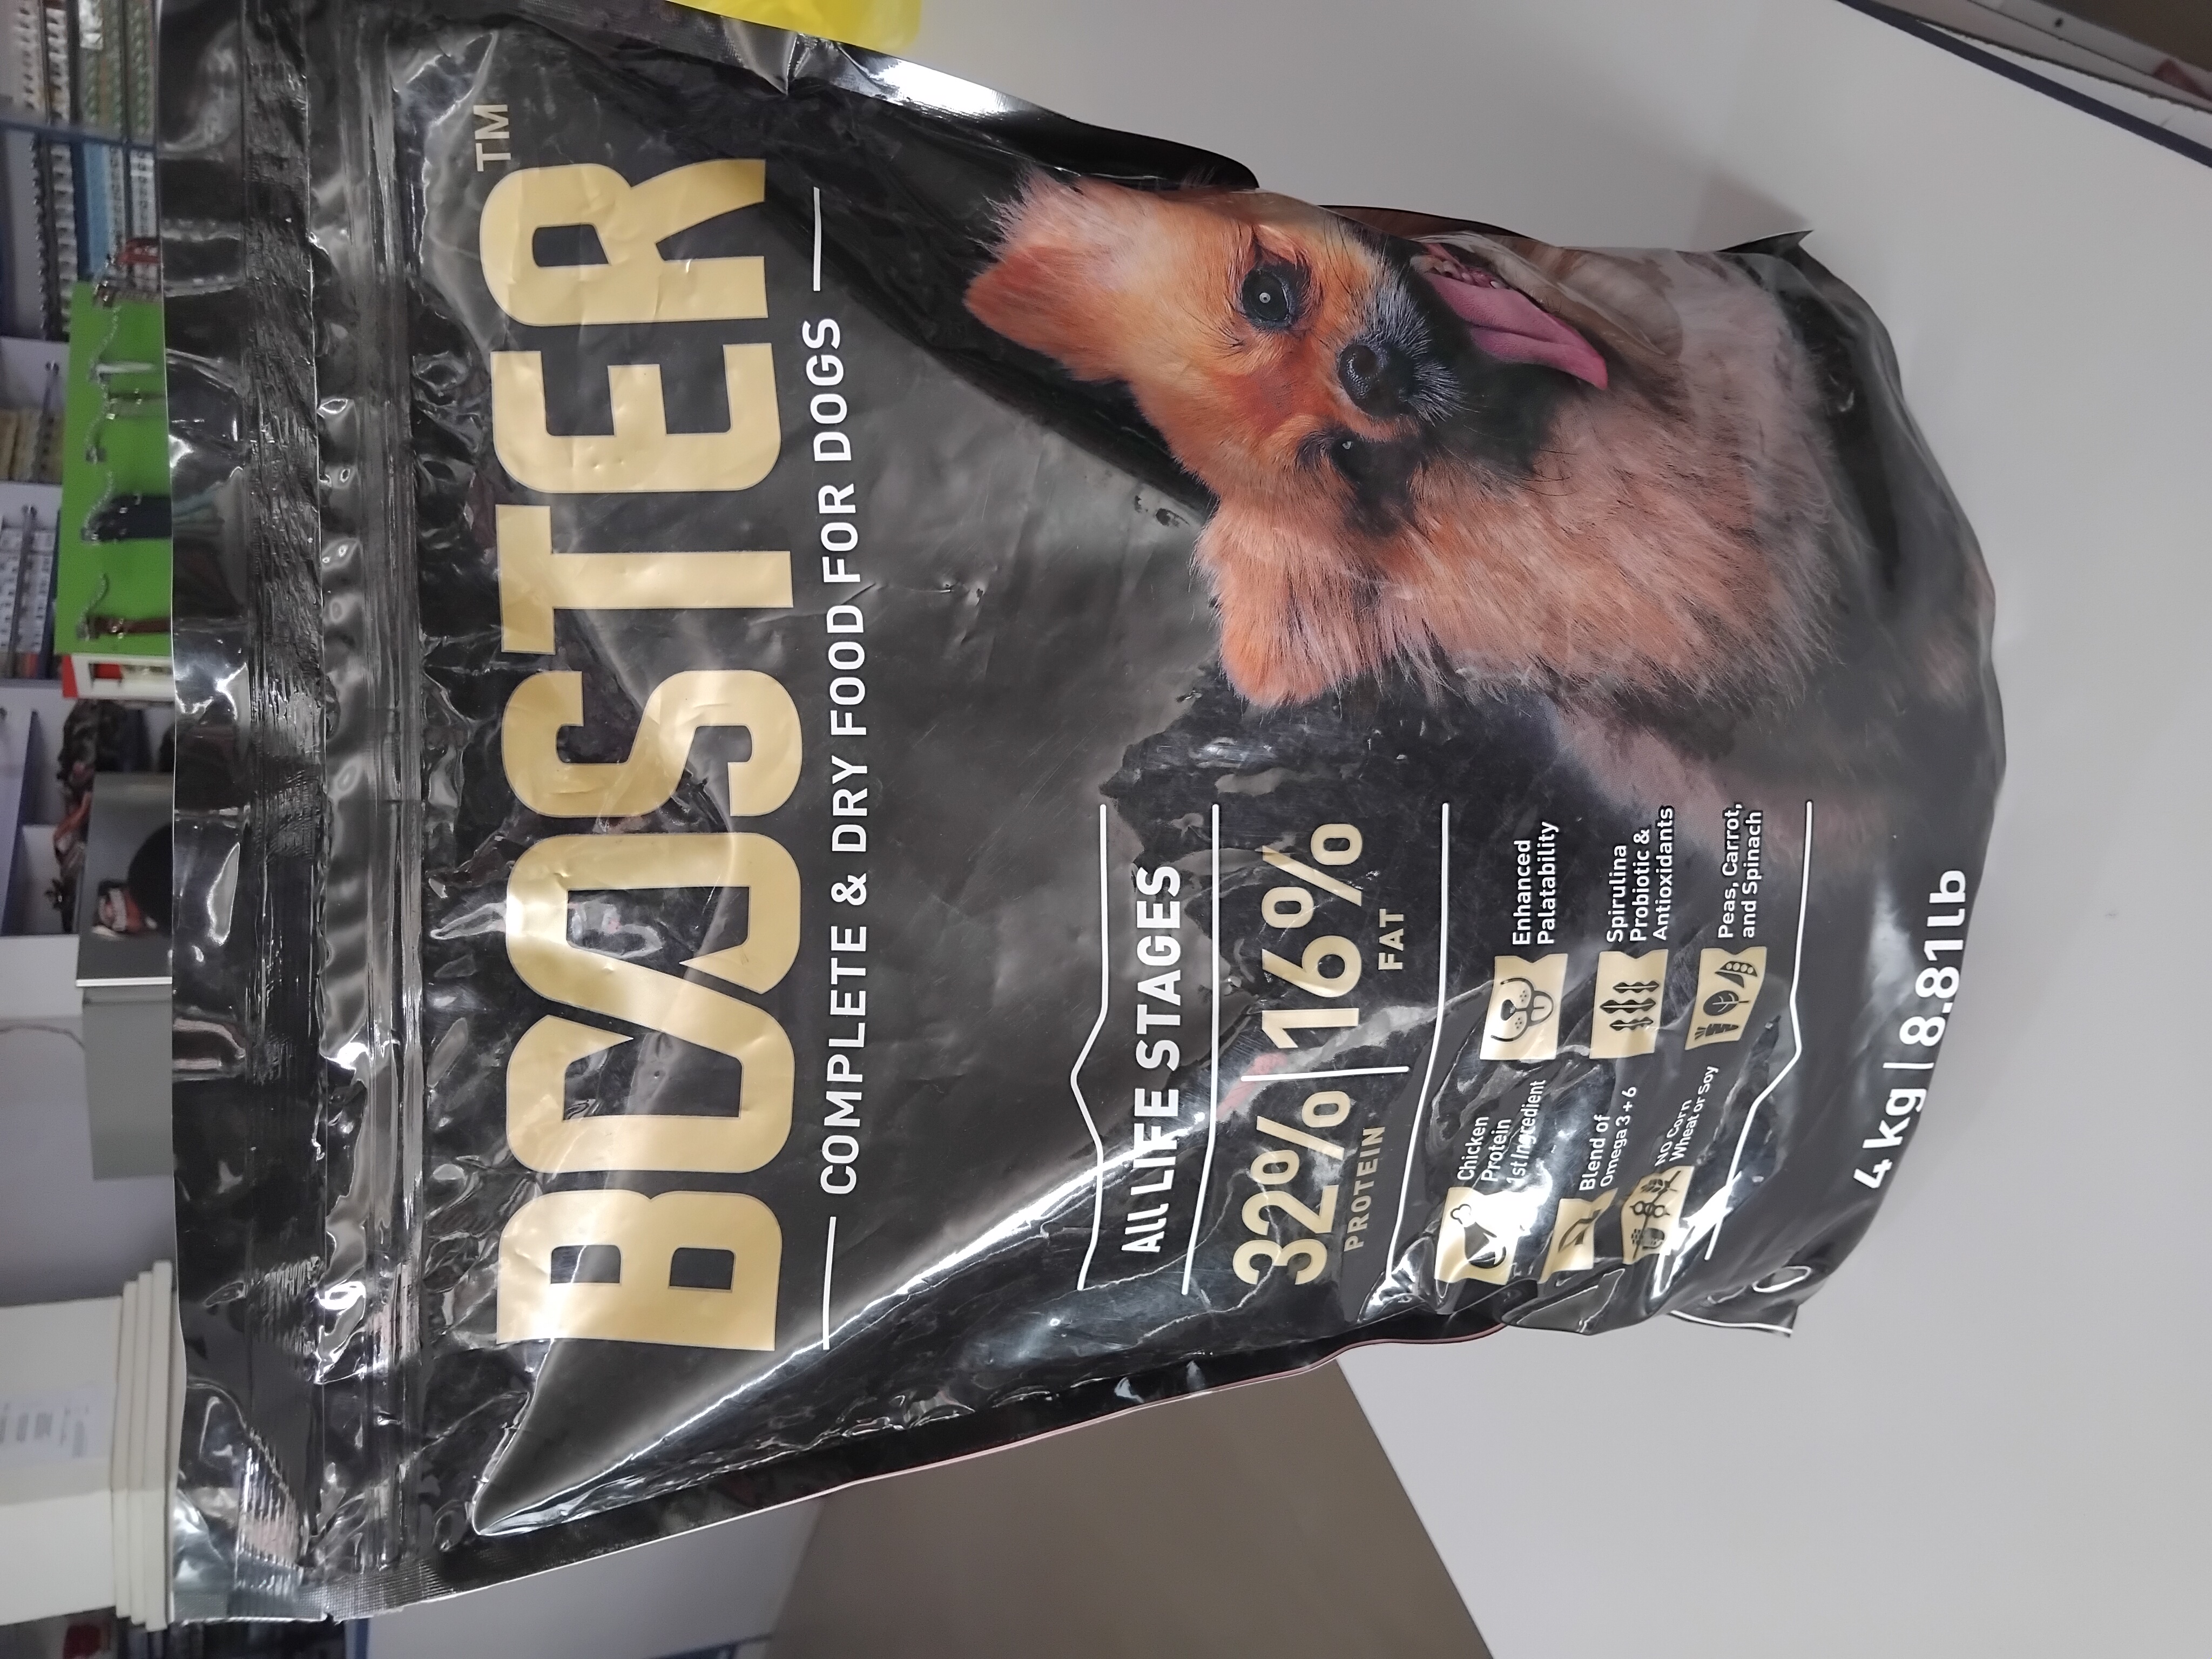 BOOSTER™
COMPLETE & DRY FOOD FOR DOGS
All LIFE STAGES
32% 16%
PROTEIN FAT
Chicken
Protein
1st Ingredient
Enhanced
Palatability
Blend of
Omega 3 + 6
Spirulina
Probiotic &
Antioxidants
NO Corn
Wheat or Soy
Peas, Carrot,
and Spinach
4 kg | 8.81lb